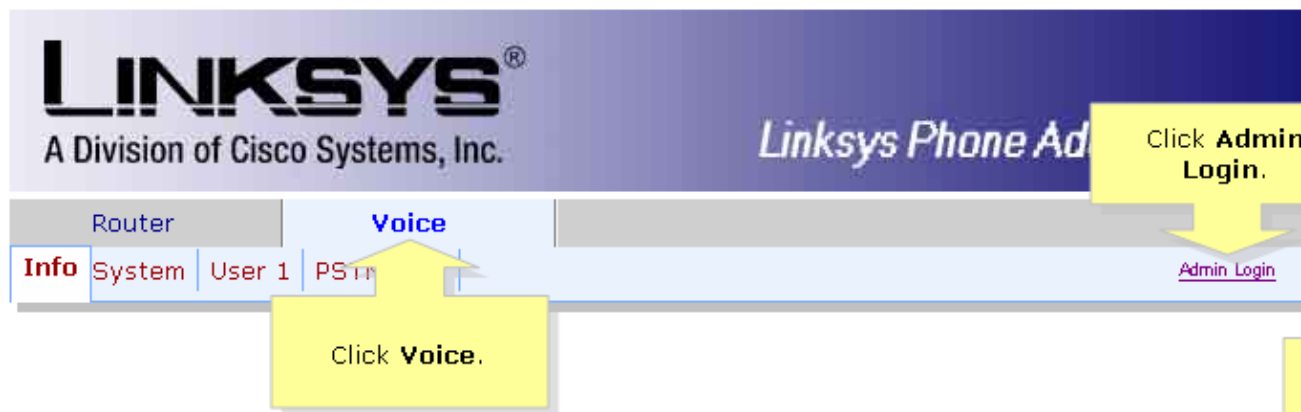 LINKSYS®
A Division of Cisco Systems, Inc.
Linksys Phone
Click Admin
Login.
Router
Voice
Info
System
User 1
Admin Login
Click Voice.